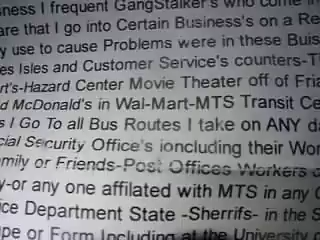 ness I frequent GangStalker's who come in
are that I go into Certain Business's on a Re
y use to cause Problems were in these Buis
es Isles and Customer Service's counters-T
rt's-Hazard Center Movie Theater off of Fria
d McDonald's in Wal-Mart-MTS Transit Ce
s I Go To all Bus Routes I take on ANY da
cial Security Office's ioncluding their Wor
mily or Friends-Post Offices Workers
y-or any one affilated with MTS in any
ice Department State -Sherrifs- in the S
pe or Form Including at the University